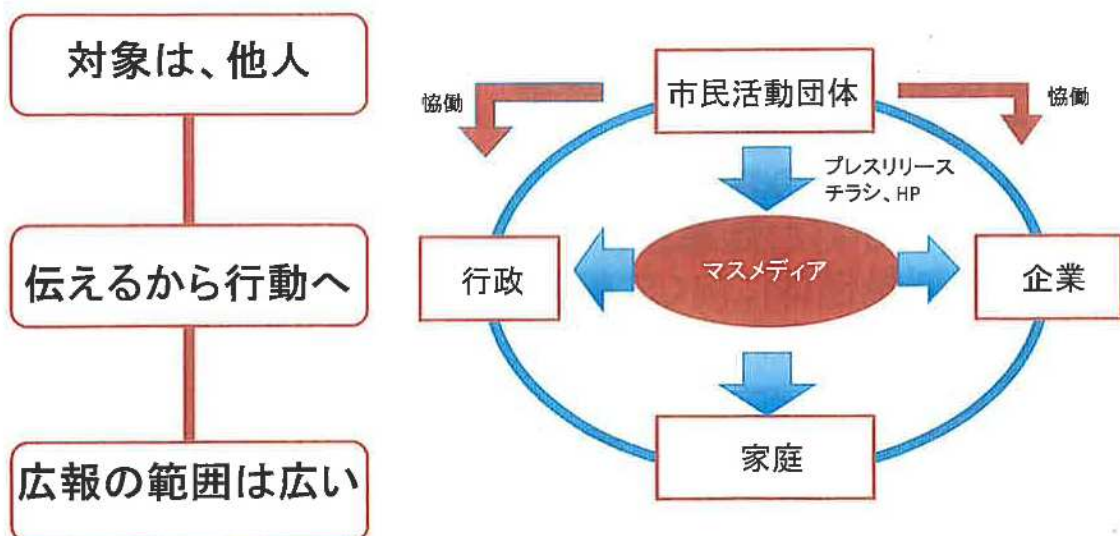 対象は、他人
伝えるから行動へ
広報の範囲は広い
市民活動団体
協働
協働
プレスリリース
チラシ、HP
行政
マスメディア
企業
家庭